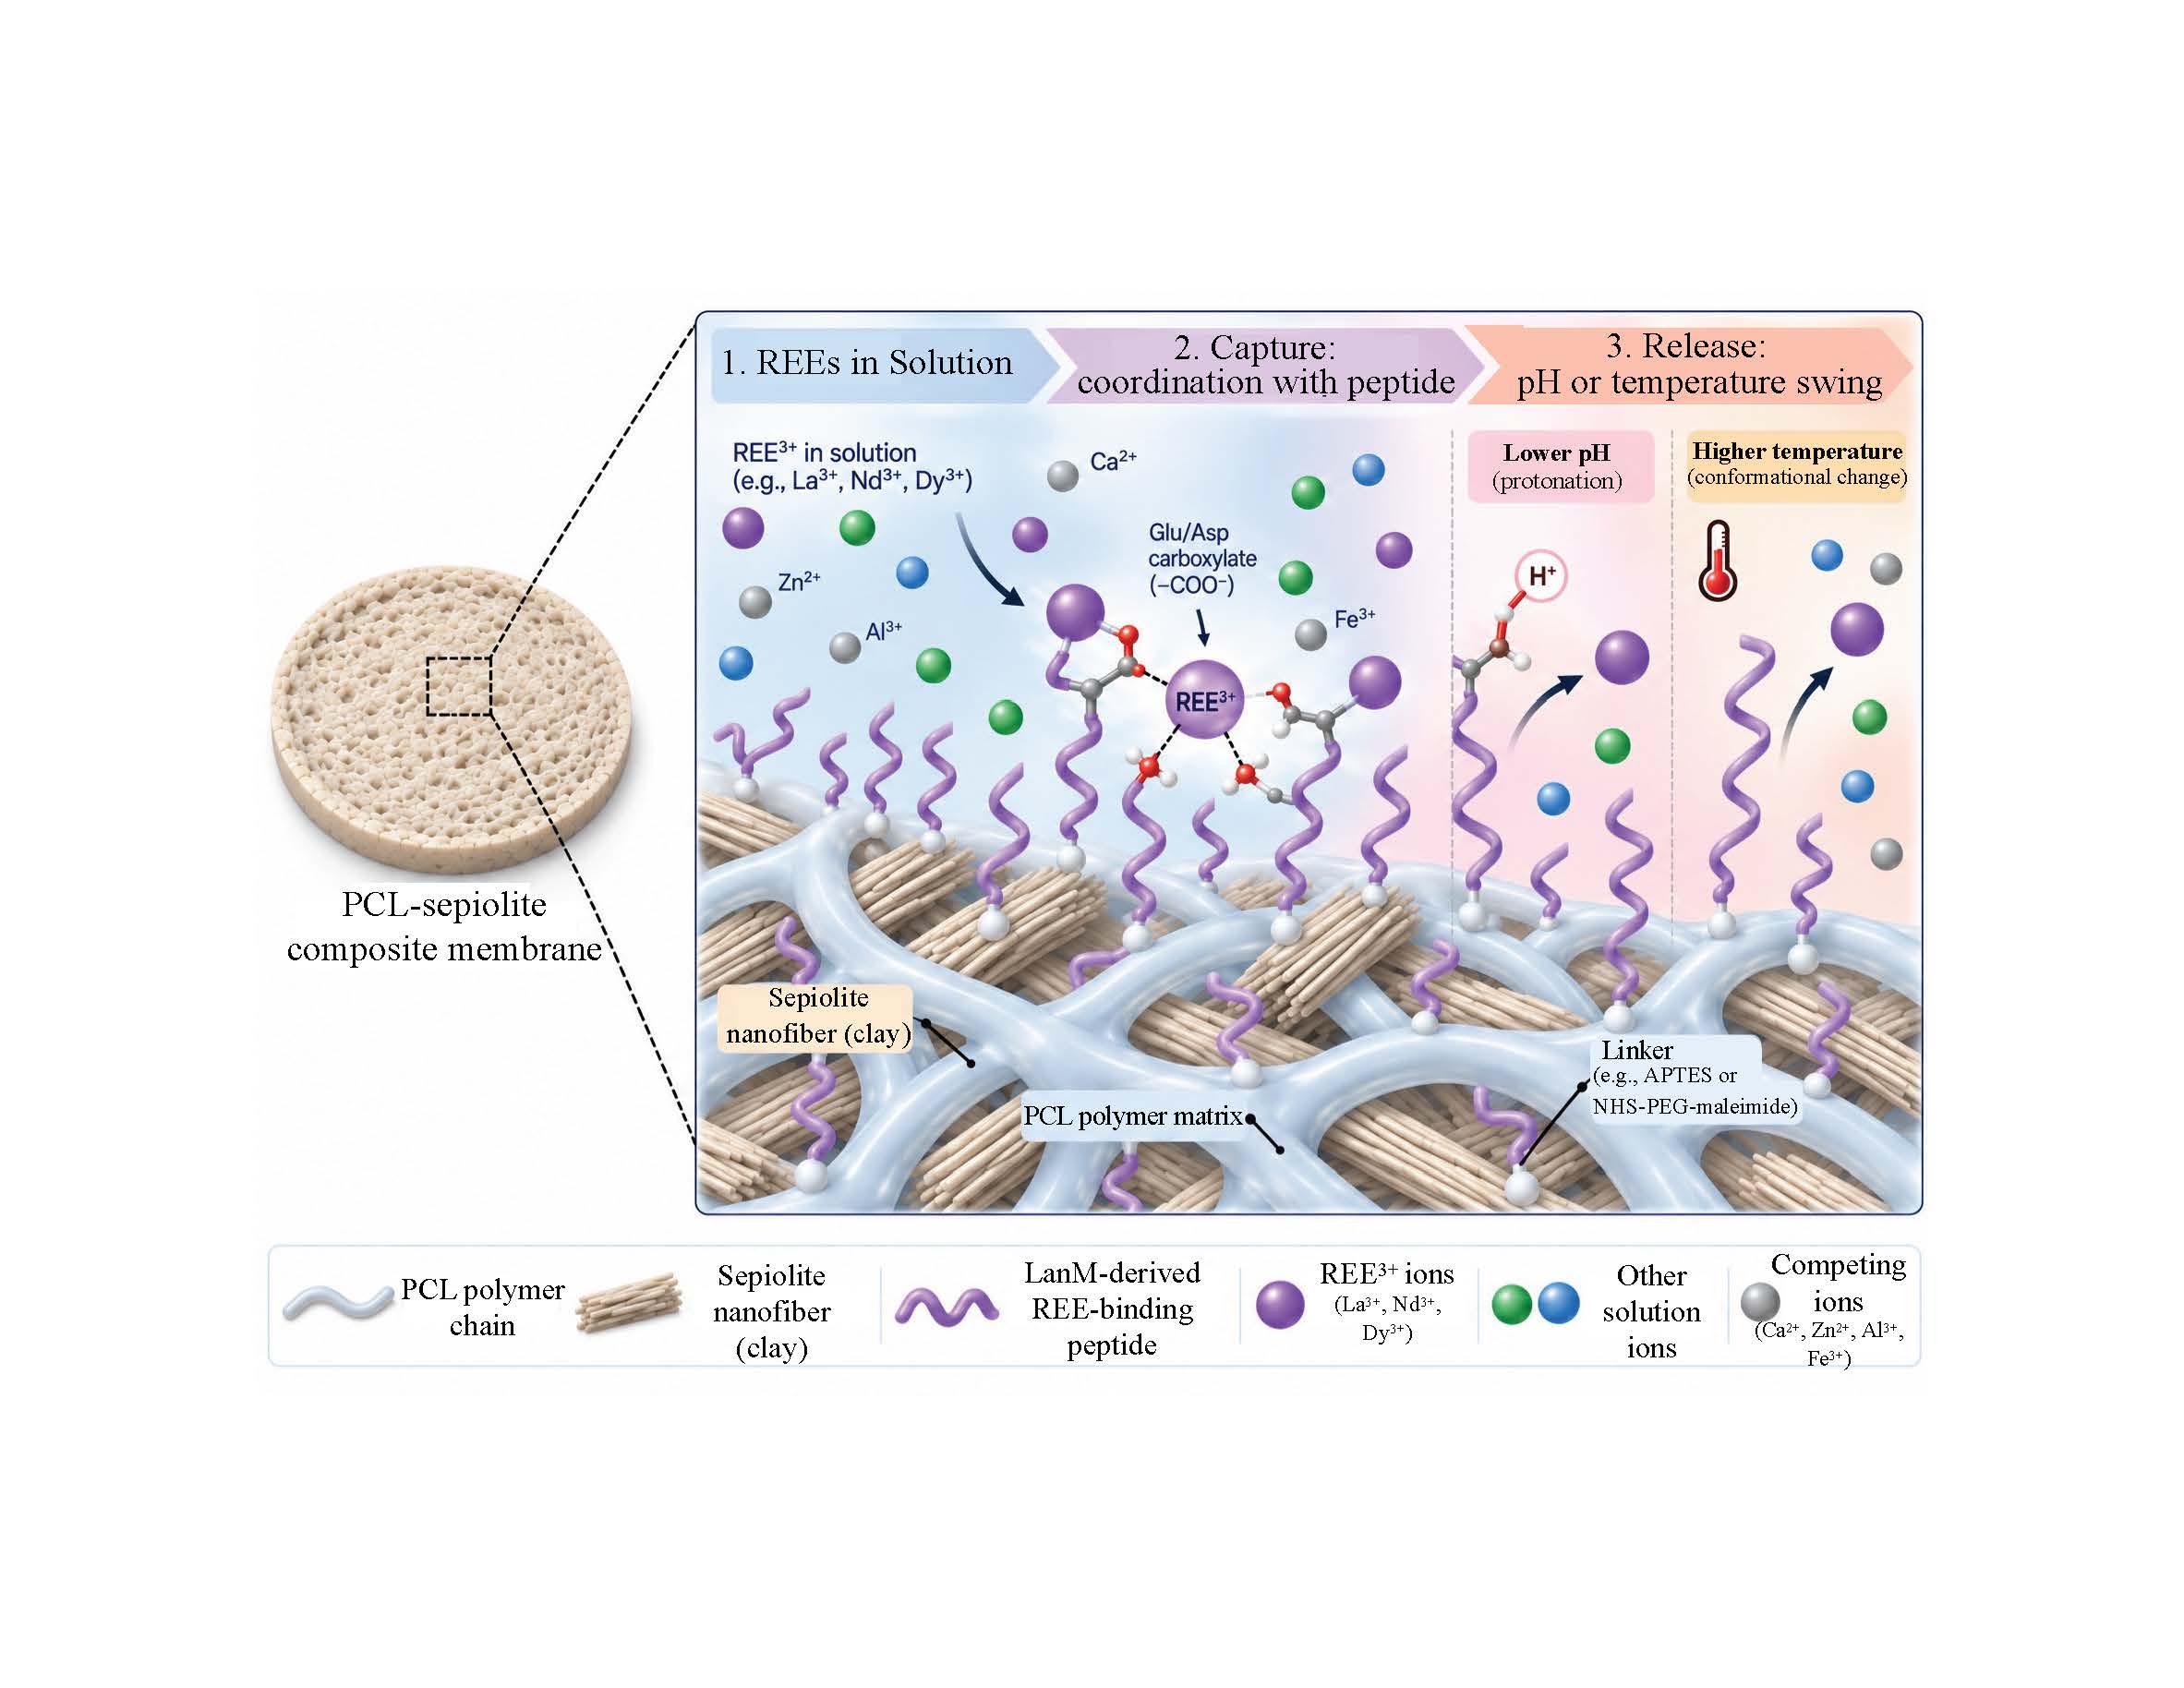 1. REEs in Solution
2. Capture:
coordination with peptide
3. Release:
pH or temperature swing
REE³⁺ in solution
(e.g., La³⁺, Nd³⁺, Dy³⁺)
Ca²⁺
Zn²⁺
Al³⁺
Glu/Asp
carboxylate
(–COO⁻)
Fe³⁺
REE³⁺
Lower pH
(protonation)
H⁺
Higher temperature
(conformational change)
PCL-sepiolite
composite membrane
Sepiolite
nanofiber (clay)
PCL polymer matrix
Linker
(e.g., APTES or
NHS-PEG-maleimide)
PCL polymer
chain
Sepiolite
nanofiber
(clay)
LanM-derived
REE-binding
peptide
REE³⁺ ions
(La³⁺, Nd³⁺,
Dy³⁺)
Other
solution
ions
Competing
ions
(Ca²⁺, Zn²⁺, Al³⁺,
Fe³⁺)